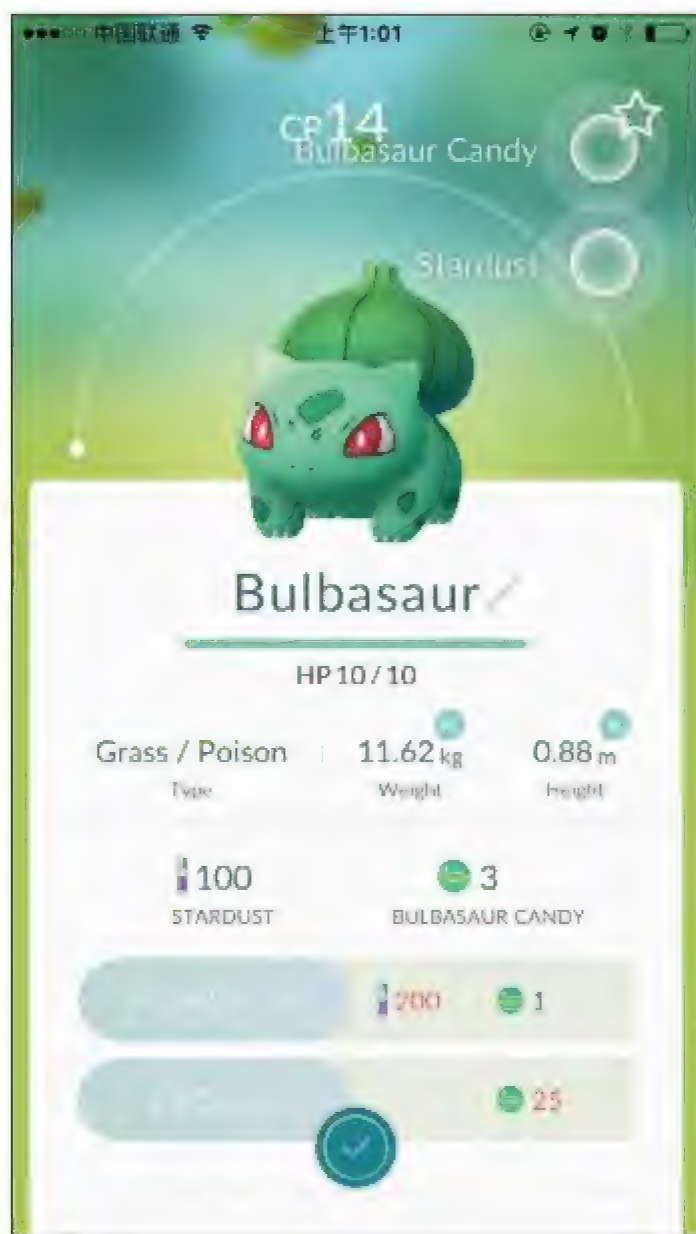 中国联通 上午1:01
CP14
Bulbasaur Candy
Stardust
Bulbasaur
HP 10 / 10
Grass / Poison 11.62 kg 0.88 m
Type Weight Height
100 3
STARDUST BULBASAUR CANDY
200 1
25